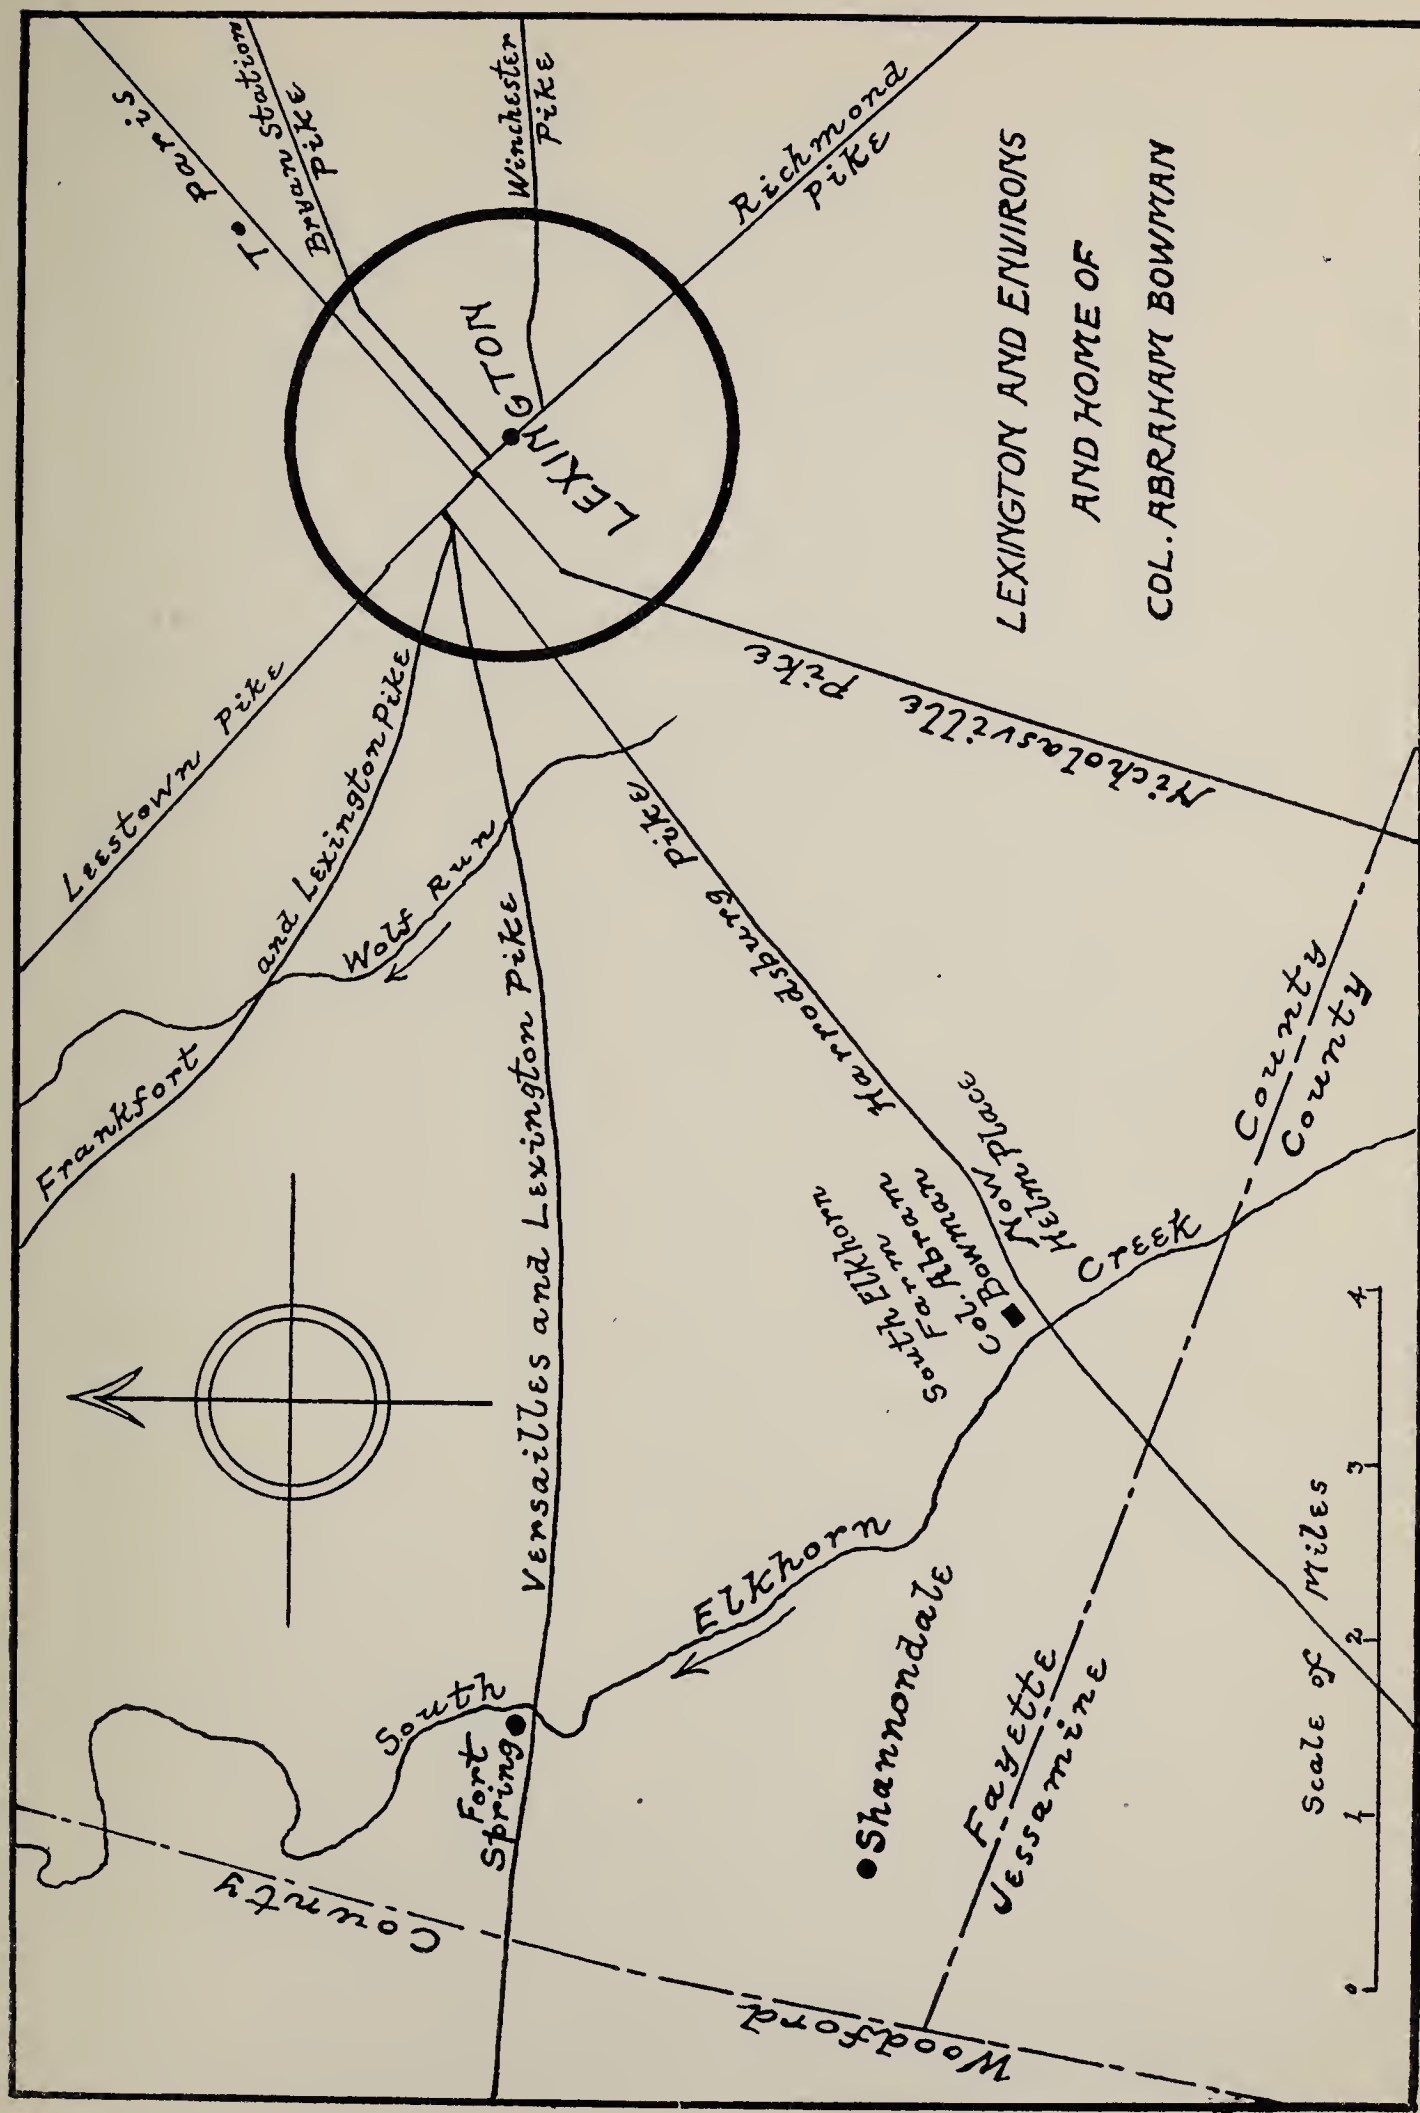 To Paris
Bryan Station
Pike
Winchester
Pike
Richmond
Pike
LEXINGTON
Leestown Pike
Frankfort and Lexington Pike
Wolf Run
Versailles and Lexington Pike
Harrodsburg Pike
Nicholasville Pike
LEXINGTON AND ENVIRONS
AND HOME OF
COL. ABRAHAM BOWMAN
South Elkhorn
Farm
Col. Abram
Bowman
Now
Helm Place
South Elkhorn Creek
Fort
Spring
Shannondale
Fayette County
Jessamine County
Woodford County
Scale of Miles
0 1 2 3 4